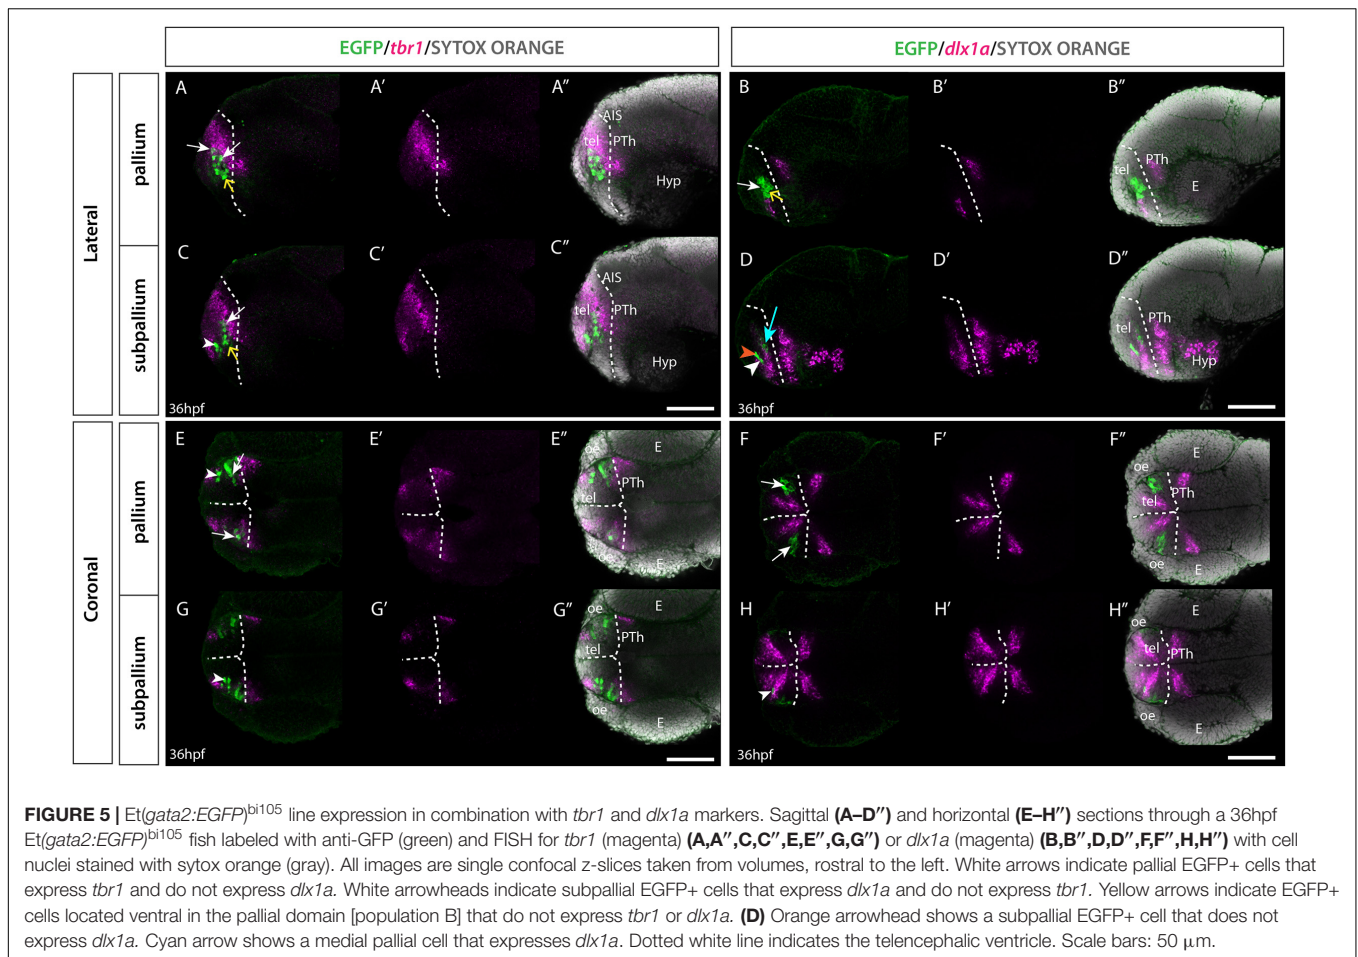 EGFP/tbr1/SYTOX ORANGE
EGFP/dlx1a/SYTOX ORANGE
Lateral
pallium
subpallium
Coronal
pallium
subpallium
A
A′
A″
AIS
tel
PTh
Hyp
B
B′
B″
tel
PTh
E
C
C′
C″
AIS
tel
PTh
Hyp
36hpf
D
D′
D″
tel
PTh
Hyp
36hpf
E
E′
E″
oe
E
PTh
tel
oe
E
F
F′
F″
E
oe
PTh
tel
oe
E
G
G′
G″
oe
E
PTh
tel
oe
E
36hpf
H
H′
H″
E
oe
tel
PTh
oe
E
36hpf
FIGURE 5 | Et(gata2:EGFP)bi105 line expression in combination with tbr1 and dlx1a markers. Sagittal (A–D″) and horizontal (E–H″) sections through a 36hpf
Et(gata2:EGFP)bi105 fish labeled with anti-GFP (green) and FISH for tbr1 (magenta) (A,A″,C,C″,E,E″,G,G″) or dlx1a (magenta) (B,B″,D,D″,F,F″,H,H″) with cell
nuclei stained with sytox orange (gray). All images are single confocal z-slices taken from volumes, rostral to the left. White arrows indicate pallial EGFP+ cells that
express tbr1 and do not express dlx1a. White arrowheads indicate subpallial EGFP+ cells that express dlx1a and do not express tbr1. Yellow arrows indicate EGFP+
cells located ventral in the pallial domain [population B] that do not express tbr1 or dlx1a. (D) Orange arrowhead shows a subpallial EGFP+ cell that does not
express dlx1a. Cyan arrow shows a medial pallial cell that expresses dlx1a. Dotted white line indicates the telencephalic ventricle. Scale bars: 50 μm.